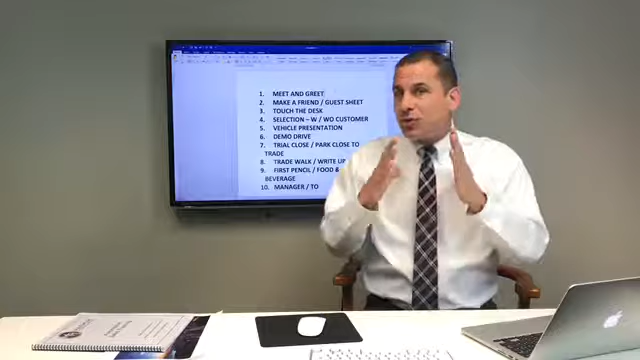 1. MEET AND GREET
2. MAKE A FRIEND / GUEST SHEET
3. TOUCH THE DESK
4. SELECTION – W / WO CUSTOMER
5. VEHICLE PRESENTATION
6. DEMO DRIVE
7. TRIAL CLOSE / PARK CLOSE TO
TRADE
8. TRADE WALK / WRITE UP
9. FIRST PENCIL / FOOD &
BEVERAGE
10. MANAGER / TO